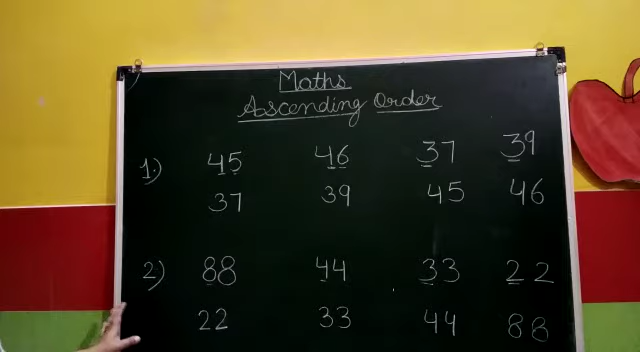 Maths
Ascending Order
1.) 45 46 37 39
37 39 45 46
2) 88 44 33 22
22 33 44 88